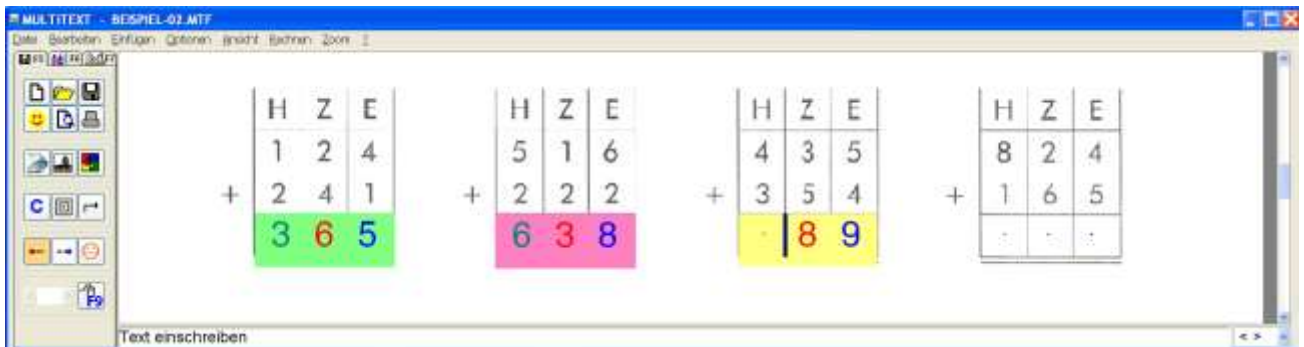 MULTITEXT - BEISPIEL-02.MTF
Datei Bearbeiten Einfügen Optionen Ansicht Rechnen Zoom ?
H Z E H Z E H Z E H Z E
1 2 4 5 1 6 4 3 5 8 2 4
+ 2 4 1 + 2 2 2 + 3 5 4 + 1 6 5
3 6 5 6 3 8 8 9
C
F9
Text einschreiben
< >